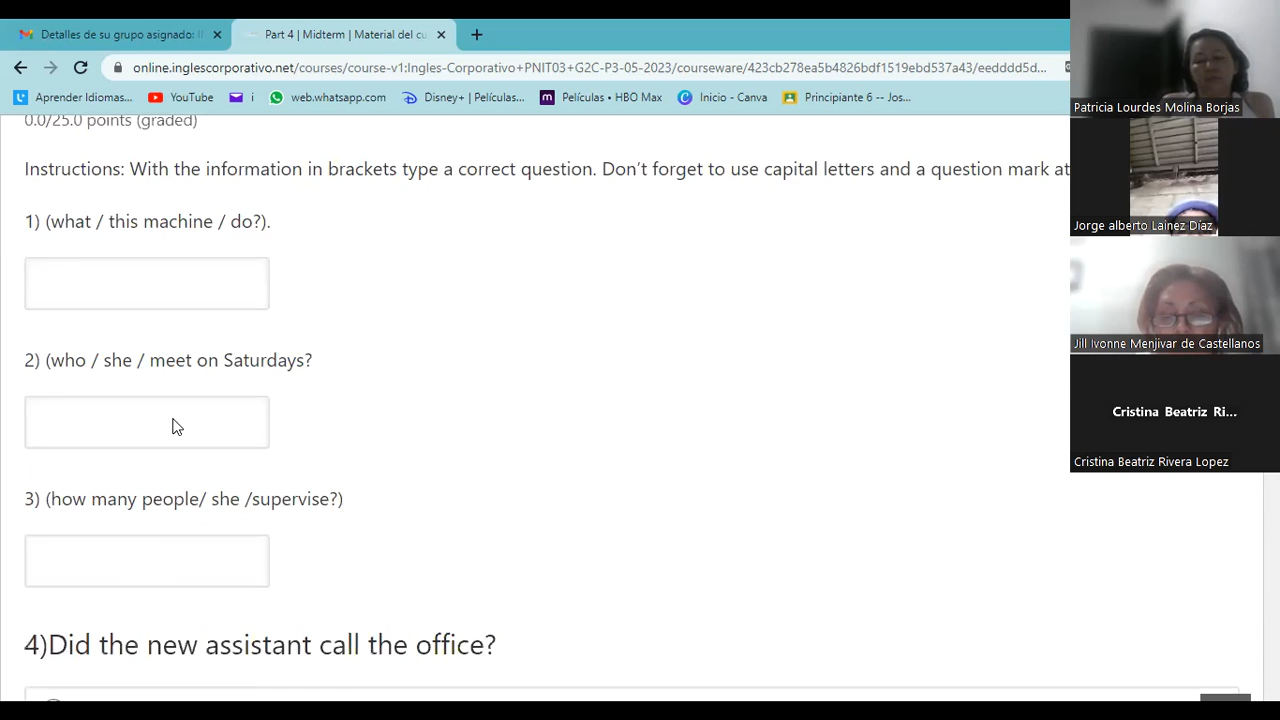 Detalles de su grupo asignado: I
Part 4 | Midterm | Material del cu
online.inglescorporativo.net/courses/course-v1:Ingles-Corporativo+PNIT03+G2C-P3-05-2023/courseware/423cb278ea5b4826bdf1519ebd537a43/eedddd5d...
Aprender Idiomas...
YouTube
i
web.whatsapp.com
Disney+ | Películas...
Películas • HBO Max
Inicio - Canva
Principiante 6 -- Jos...
0.0/25.0 points (graded)
Instructions: With the information in brackets type a correct question. Don't forget to use capital letters and a question mark at
1) (what / this machine / do?).
2) (who / she / meet on Saturdays?
3) (how many people/ she /supervise?)
4)Did the new assistant call the office?
Patricia Lourdes Molina Borjas
Jorge alberto Laínez Díaz
Jill Ivonne Menjivar de Castellanos
Cristina Beatriz Ri...
Cristina Beatriz Rivera Lopez